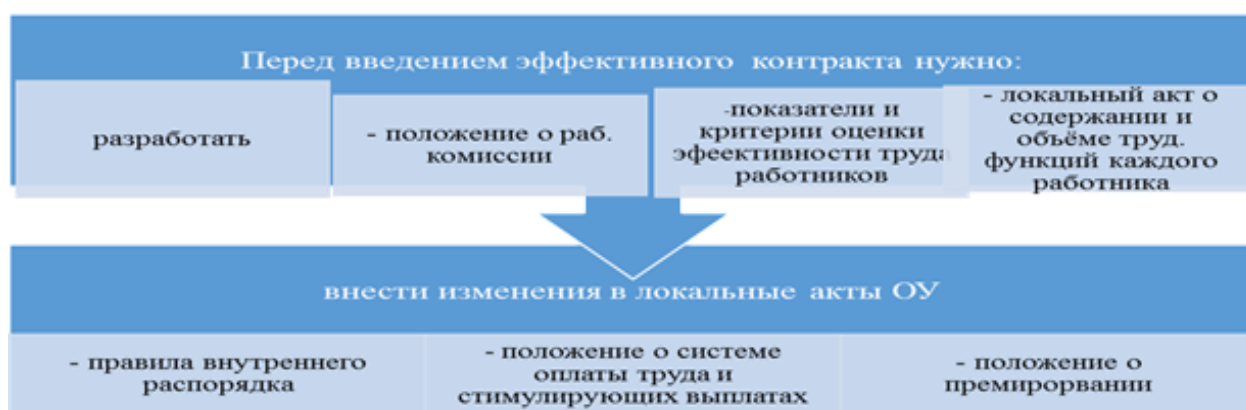 Перед введением эффективного контракта нужно:
разработать
- положение о раб.
комиссии
-показатели и
критерии оценки
эфеективности труда
работников
- локальный акт о
содержании и
объёме труд.
функций каждого
работника
внести изменения в локальные акты ОУ
- правила внутреннего
распорядка
- положение о системе
оплаты труда и
стимулирующих выплатах
- положение о
премирорвании